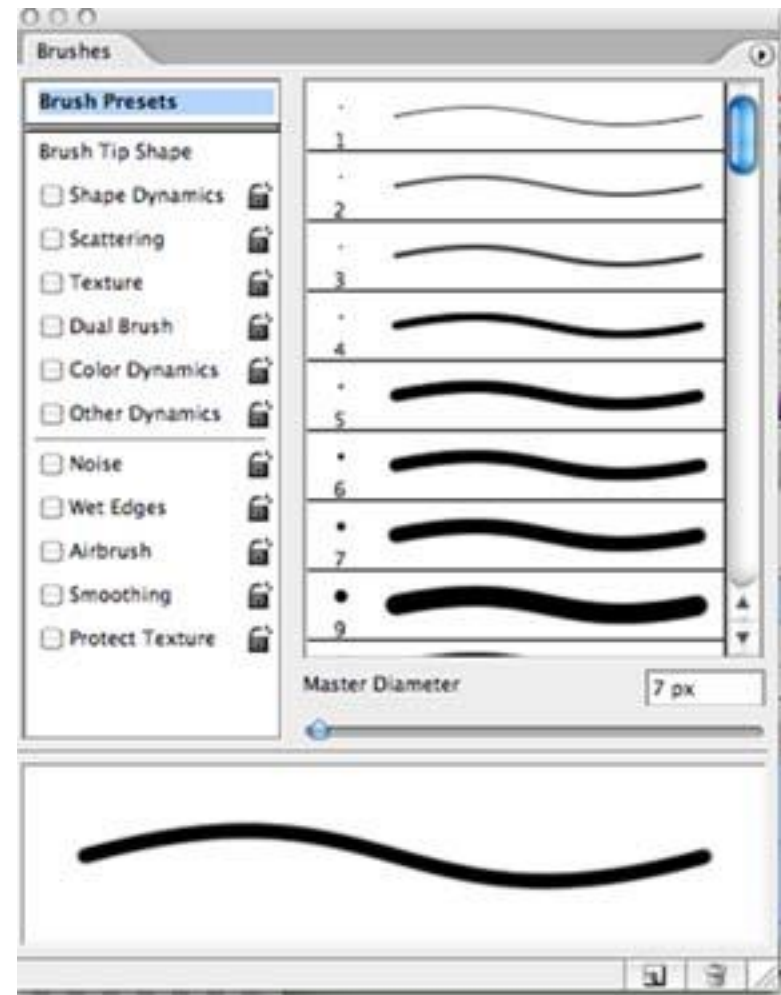 Brushes
Brush Presets
Brush Tip Shape
Shape Dynamics
Scattering
Texture
Dual Brush
Color Dynamics
Other Dynamics
Noise
Wet Edges
Airbrush
Smoothing
Protect Texture
1
2
3
4
5
6
7
9
Master Diameter
7 px